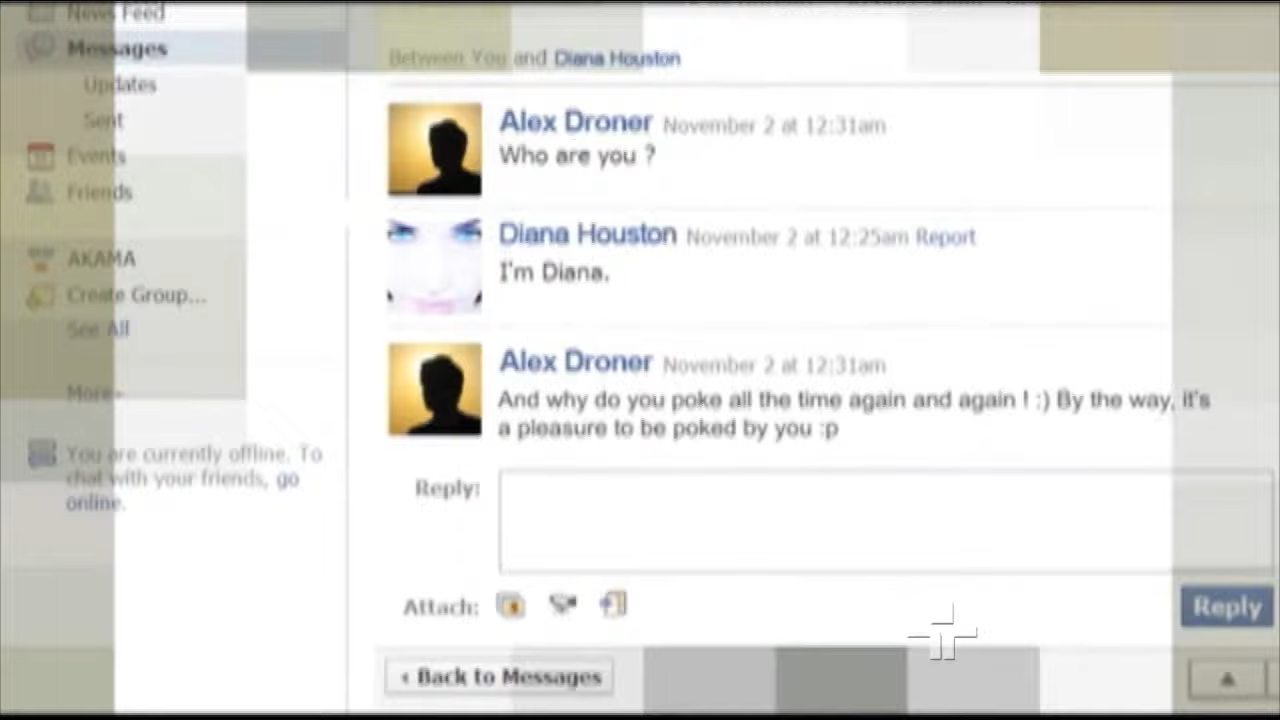 News Feed
Messages
Updates
Sent
Events
Friends
AKAMA
Create Group...
See All
More
You are currently offline. To
chat with your friends, go
online.
Between You and Diana Houston
Alex Droner November 2 at 12:31am
Who are you ?
Diana Houston November 2 at 12:25am Report
I'm Diana.
Alex Droner November 2 at 12:31am
And why do you poke all the time again and again ! :) By the way, it's
a pleasure to be poked by you :p
Reply:
Attach:
Reply
‹ Back to Messages